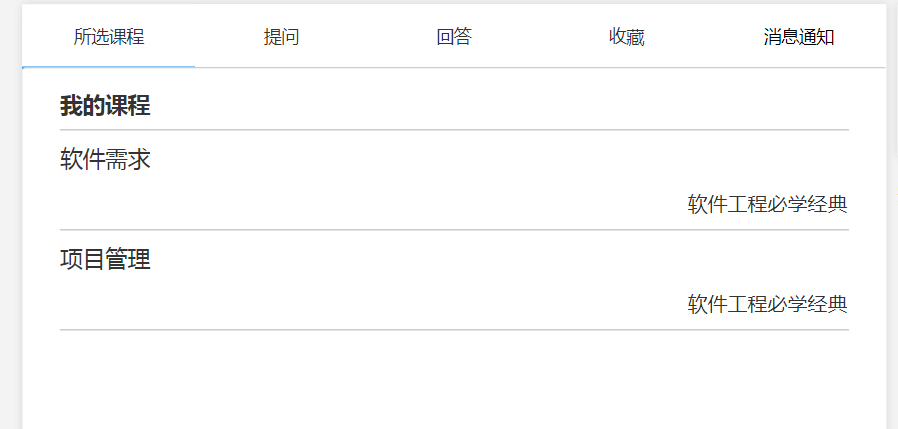 所选课程 提问 回答 收藏 消息通知
我的课程
软件需求
软件工程必学经典
项目管理
软件工程必学经典